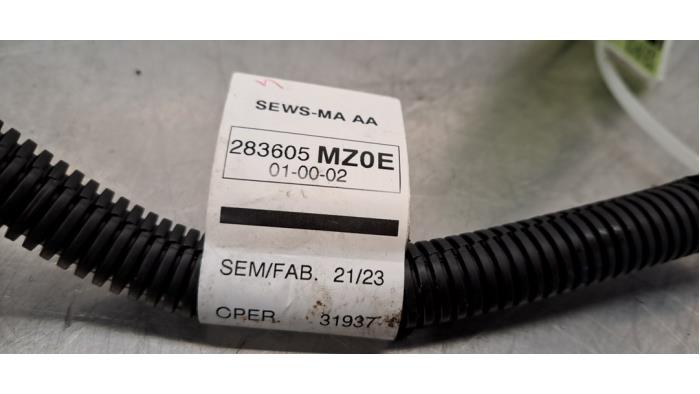 SEWS-MA AA
283605 MZ0E
01-00-02
SEM/FAB. 21/23
OPER. 31937